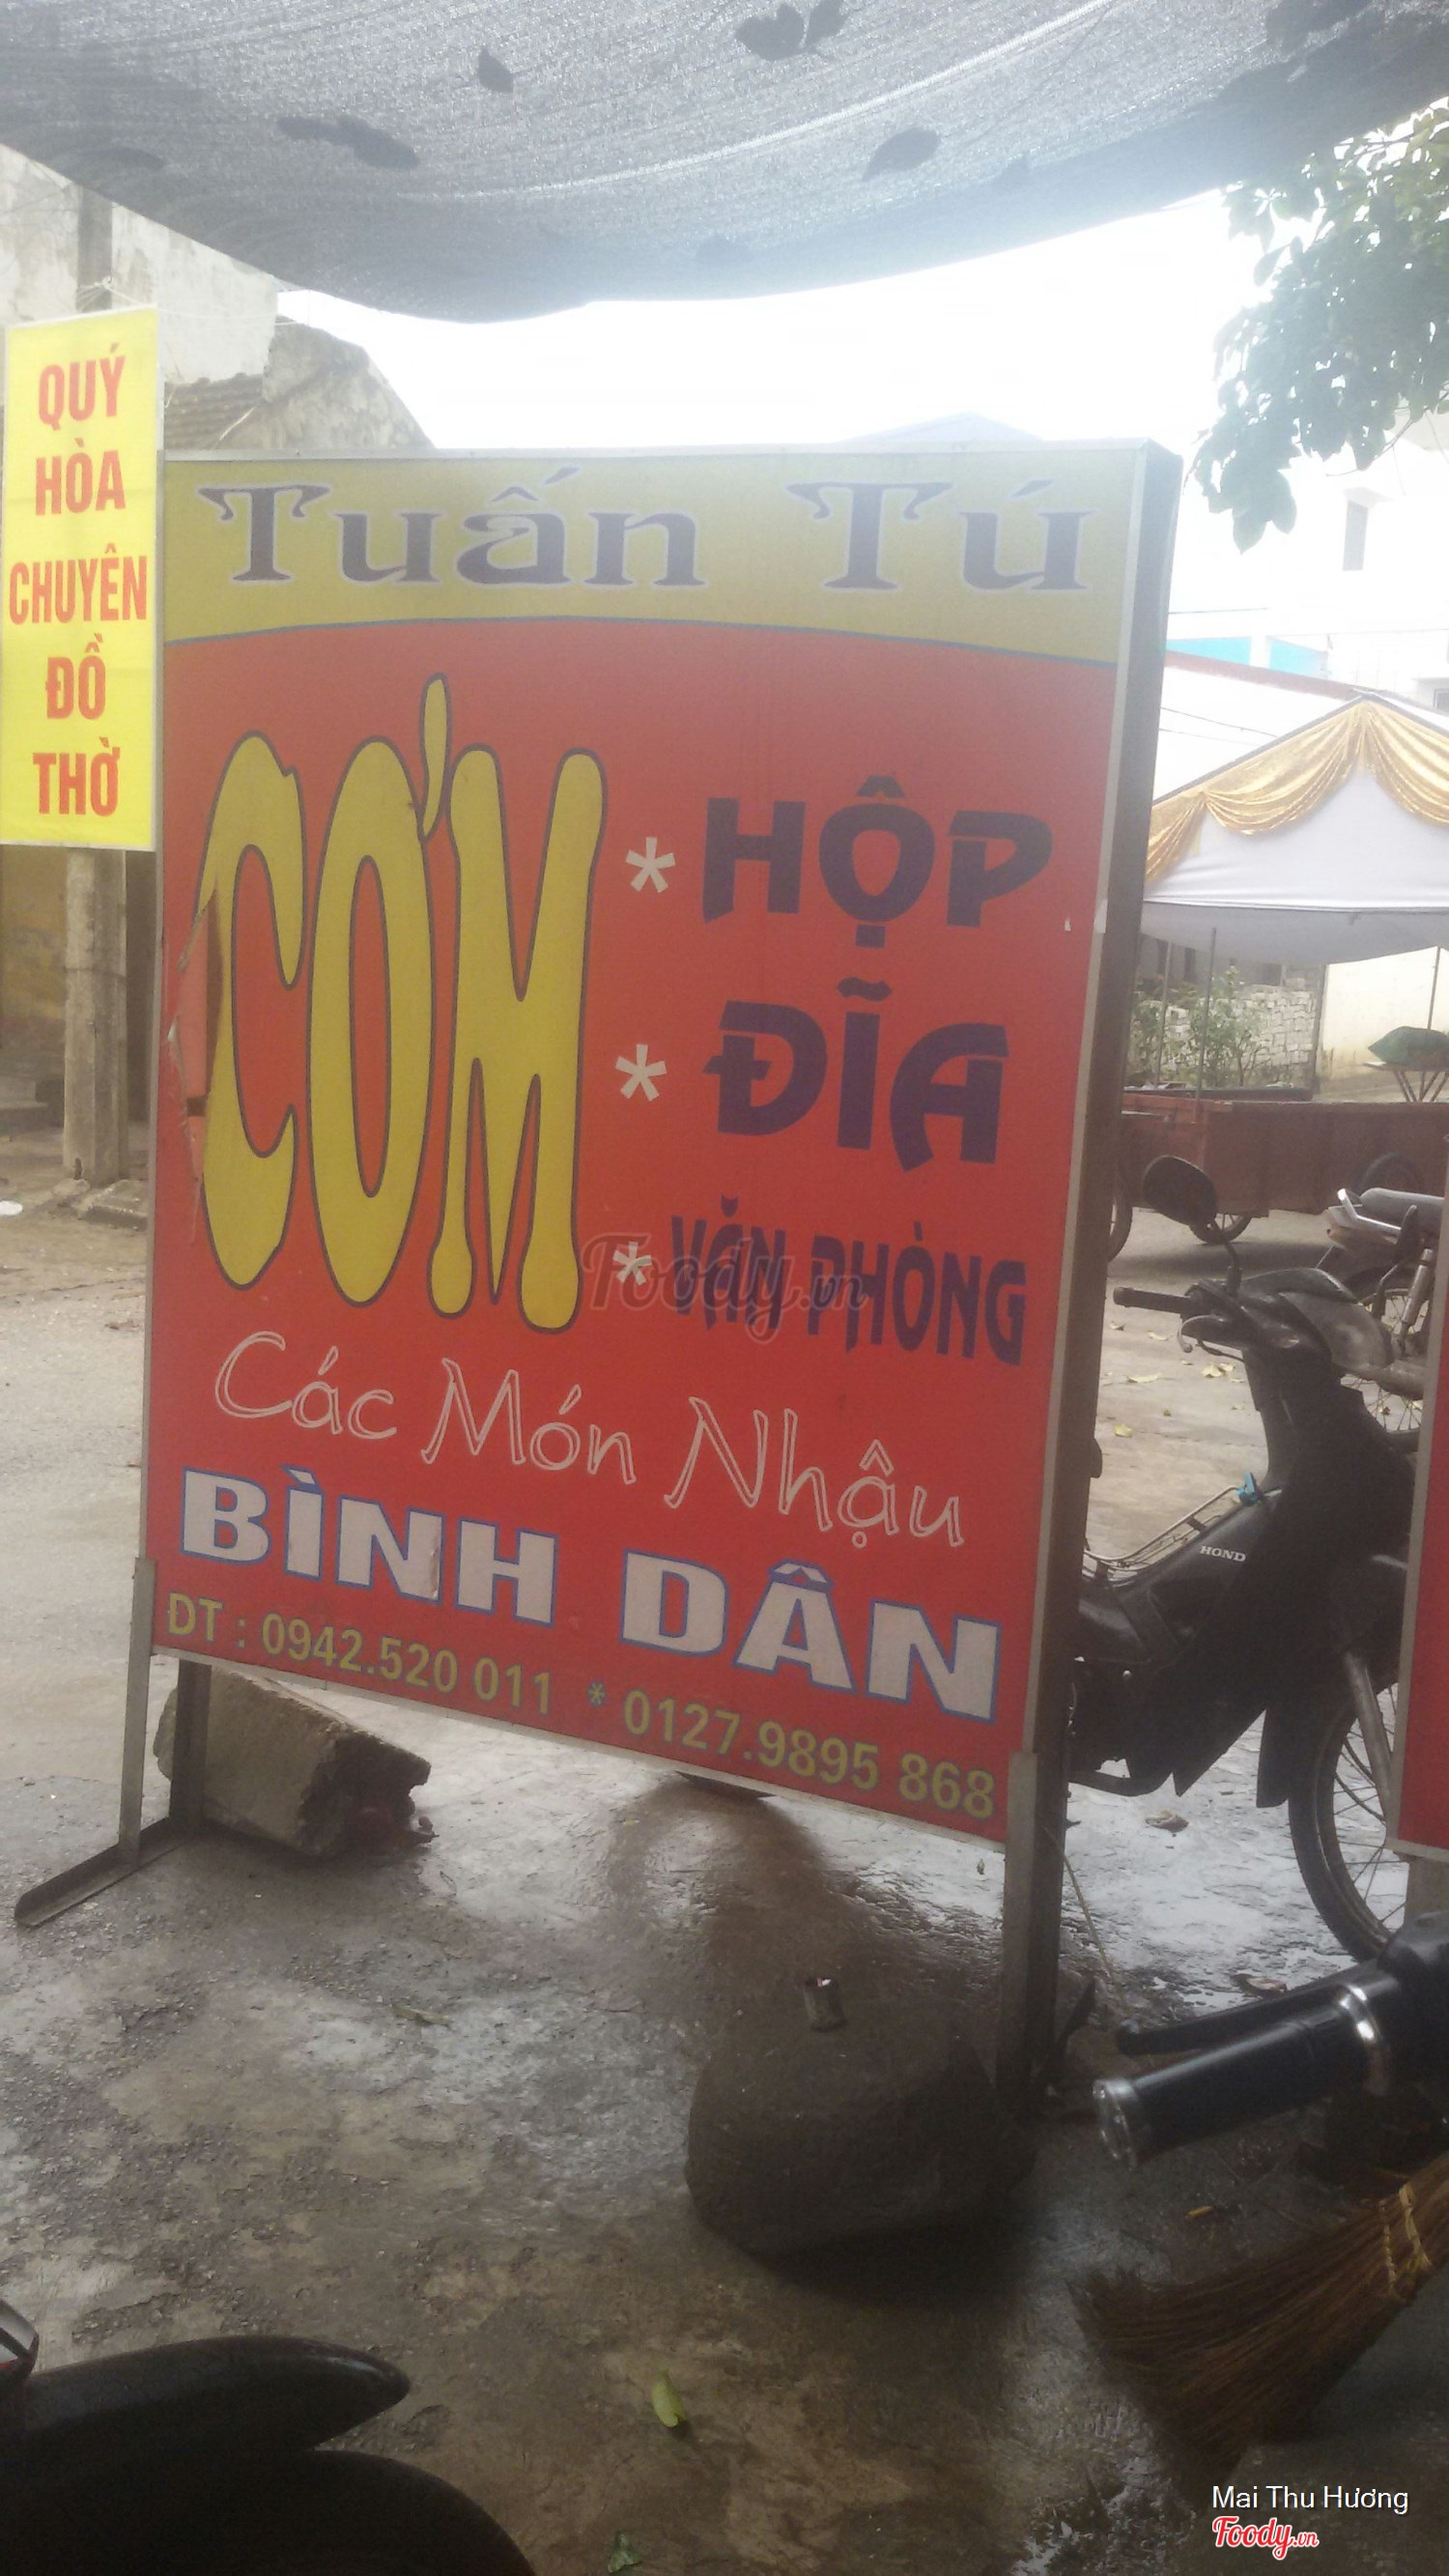 QUÝ
HÒA
CHUYÊN
ĐỒ
THỜ
Tuấn Tú
CƠM
* HỘP
* ĐĨA
* VĂN PHÒNG
Các Món Nhậu
BÌNH DÂN
ĐT : 0942.520 011 * 0127.9895 868
Foody.vn
HOND
Mai Thu Hương
Foody.vn